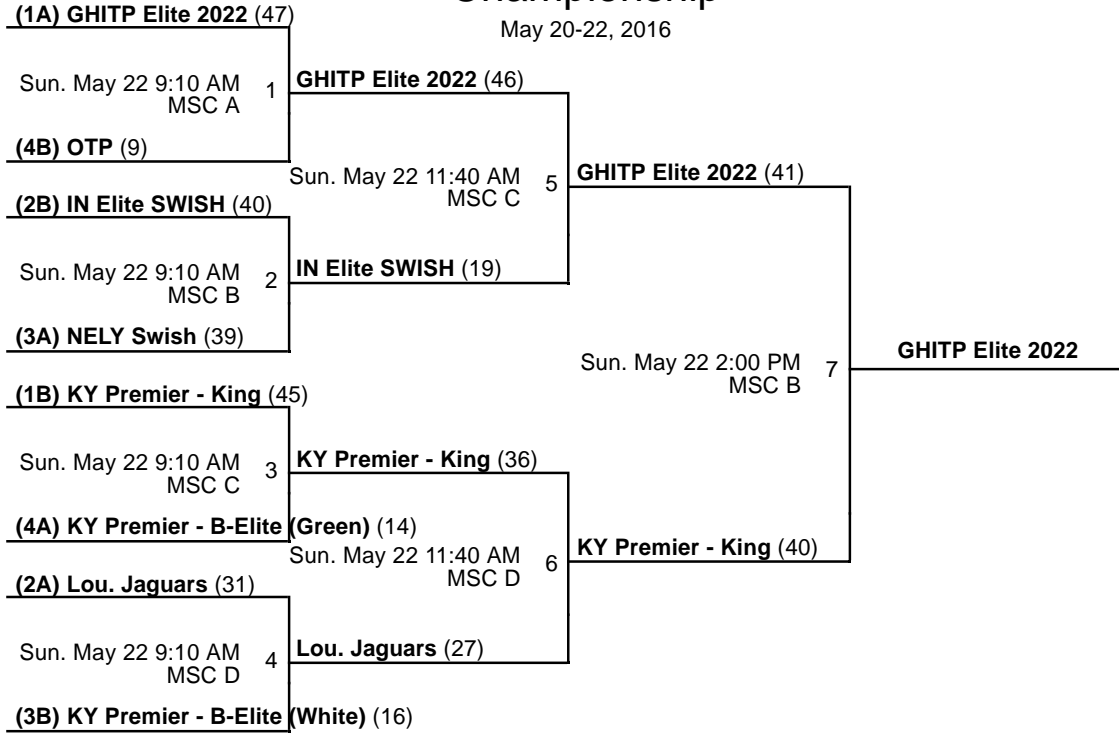 Championship
May 20-22, 2016
(1A) GHITP Elite 2022 (47)
Sun. May 22 9:10 AM 1
MSC A
(4B) OTP (9)
GHITP Elite 2022 (46)
Sun. May 22 11:40 AM 5
MSC C
(2B) IN Elite SWISH (40)
Sun. May 22 9:10 AM 2
MSC B
(3A) NELY Swish (39)
IN Elite SWISH (19)
GHITP Elite 2022 (41)
Sun. May 22 2:00 PM 7
MSC B
GHITP Elite 2022
(1B) KY Premier - King (45)
Sun. May 22 9:10 AM 3
MSC C
(4A) KY Premier - B-Elite (Green) (14)
KY Premier - King (36)
Sun. May 22 11:40 AM 6
MSC D
KY Premier - King (40)
(2A) Lou. Jaguars (31)
Sun. May 22 9:10 AM 4
MSC D
(3B) KY Premier - B-Elite (White) (16)
Lou. Jaguars (27)